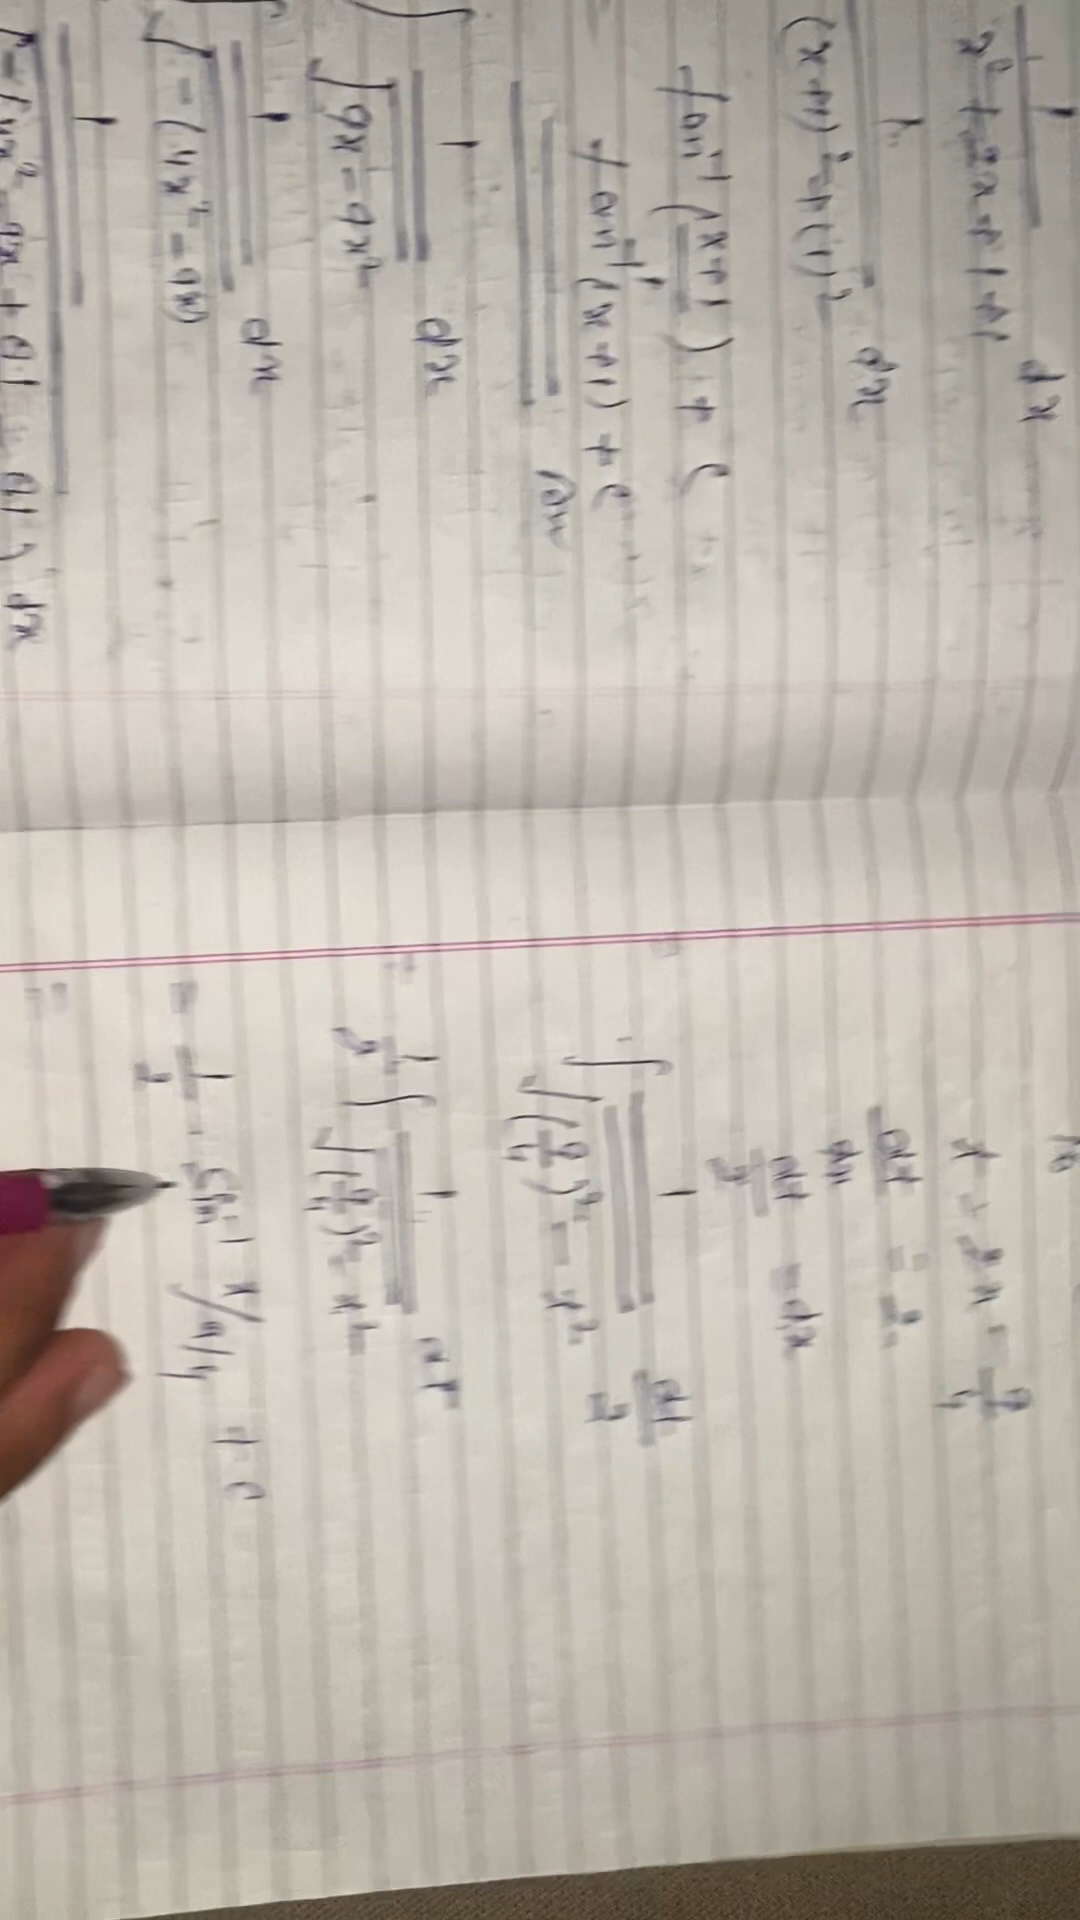 1
x² + 2x + 1 + 1 dx
1
(x+1)² + (1)² dx
tan⁻¹ (x+1) + C
1
tan⁻¹ (x+1) + C
Ans
1
√9x - 4x² dx
1
√-(4x² - 9x) dx
1
dx
t = 2x - 9/4
dt/dx = 2
dt/2 = dx
∫ 1/√(9/4)² - t² dt/2
= 1/2 ∫ 1/√(9/4)² - t² dt
= 1/2 . Sin⁻¹ t/9/4 + C
=